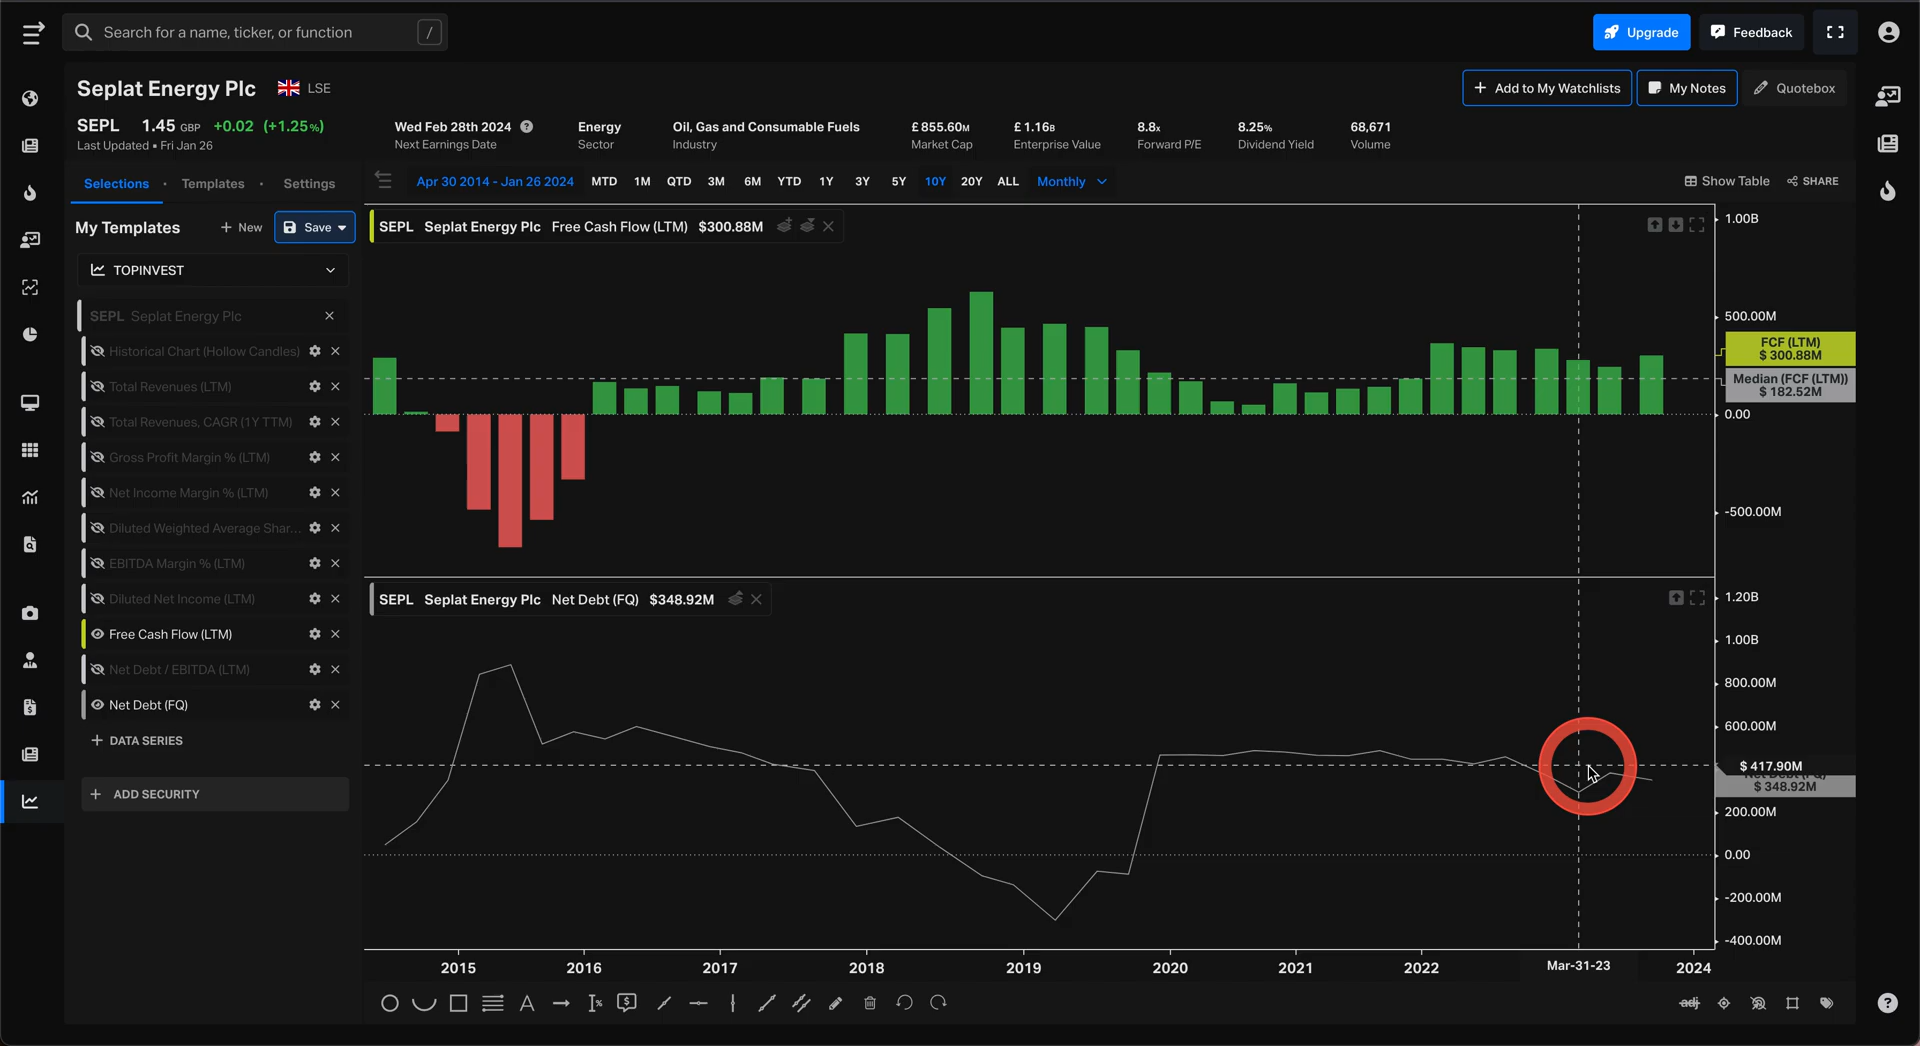 Search for a name, ticker, or function
/
Upgrade
Feedback
Seplat Energy Plc
LSE
Add to My Watchlists
My Notes
Quotebox
SEPL 1.45 GBP +0.02 (+1.25%)
Last Updated • Fri Jan 26
Wed Feb 28th 2024
Next Earnings Date
Energy
Sector
Oil, Gas and Consumable Fuels
Industry
£ 855.60M
Market Cap
£ 1.16B
Enterprise Value
8.8x
Forward P/E
8.25%
Dividend Yield
68,671
Volume
Selections • Templates • Settings
Apr 30 2014 - Jan 26 2024 MTD 1M QTD 3M 6M YTD 1Y 3Y 5Y 10Y 20Y ALL Monthly
Show Table
SHARE
My Templates
+ New
Save
TOPINVEST
SEPL Seplat Energy Plc
Historical Chart (Hollow Candles)
Total Revenues (LTM)
Total Revenues, CAGR (1Y TTM)
Gross Profit Margin % (LTM)
Net Income Margin % (LTM)
Diluted Weighted Average Shar...
EBITDA Margin % (LTM)
Diluted Net Income (LTM)
Free Cash Flow (LTM)
Net Debt / EBITDA (LTM)
Net Debt (FQ)
+ DATA SERIES
+ ADD SECURITY
SEPL Seplat Energy Plc Free Cash Flow (LTM) $300.88M
1.00B
500.00M
FCF (LTM)
$ 300.88M
Median (FCF (LTM))
$ 182.52M
0.00
-500.00M
SEPL Seplat Energy Plc Net Debt (FQ) $348.92M
1.20B
1.00B
800.00M
600.00M
$ 417.90M
$ 348.92M
200.00M
0.00
-200.00M
-400.00M
2015
2016
2017
2018
2019
2020
2021
2022
Mar-31-23
2024
adj